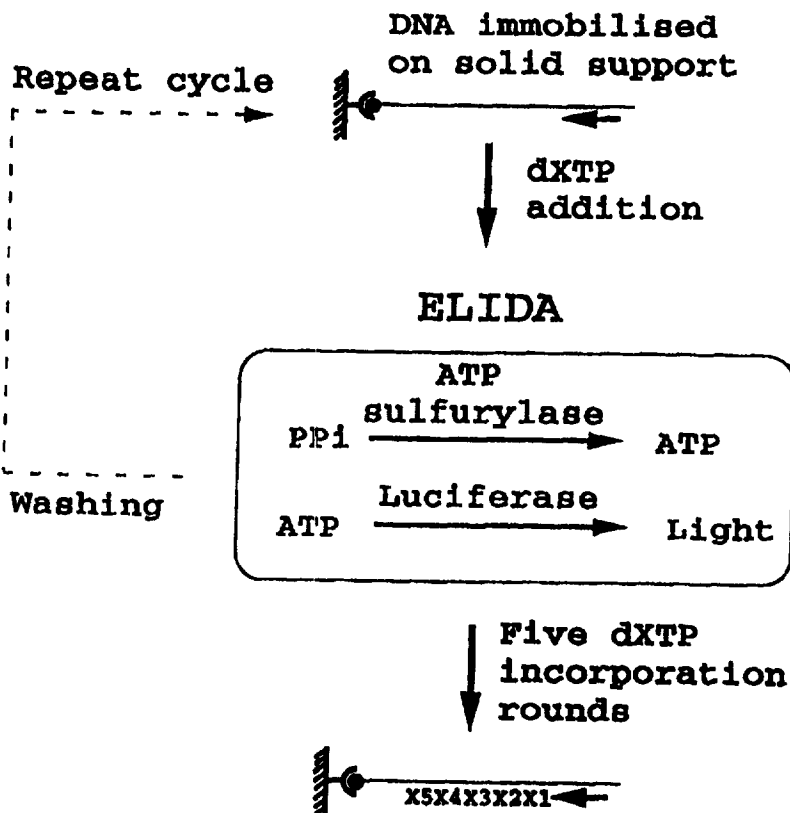 DNA immobilised
on solid support
Repeat cycle
dXTP
addition
ELIDA
ATP
sulfurylase
PPi
ATP
Luciferase
ATP
Light
Washing
Five dXTP
incorporation
rounds
X5X4X3X2X1